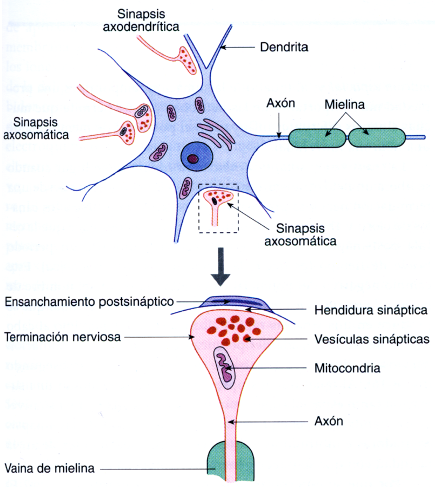 Sinapsis
axodendrítica
Dendrita
Axón
Mielina
Sinapsis
axosomática
Sinapsis
axosomática
Ensanchamiento postsináptico
Hendidura sináptica
Terminación nerviosa
Vesículas sinápticas
Mitocondria
Axón
Vaina de mielina